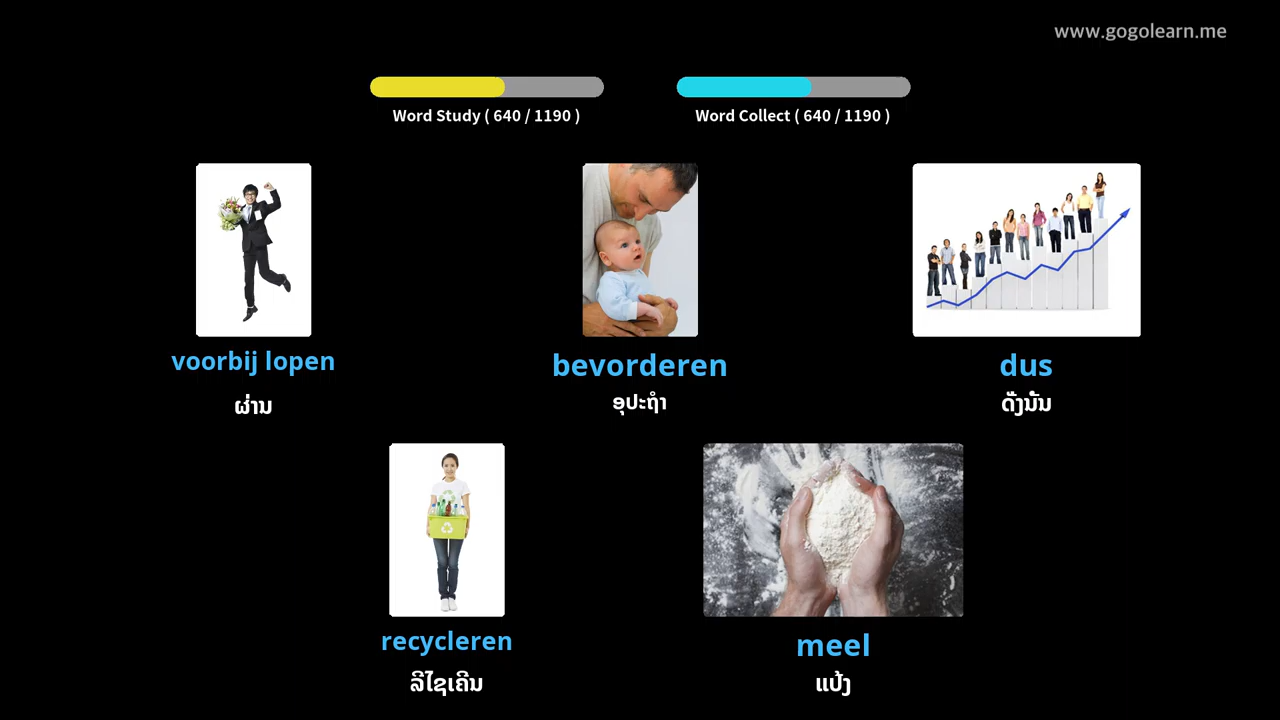 www.gogolearn.me
Word Study ( 640 / 1190 )
Word Collect ( 640 / 1190 )
voorbij lopen
ຜ່ານ
bevorderen
ອຸປະຖໍາ
dus
ດັ່ງນັ້ນ
recycleren
ລີໄຊເຄີນ
meel
ແປ້ງ